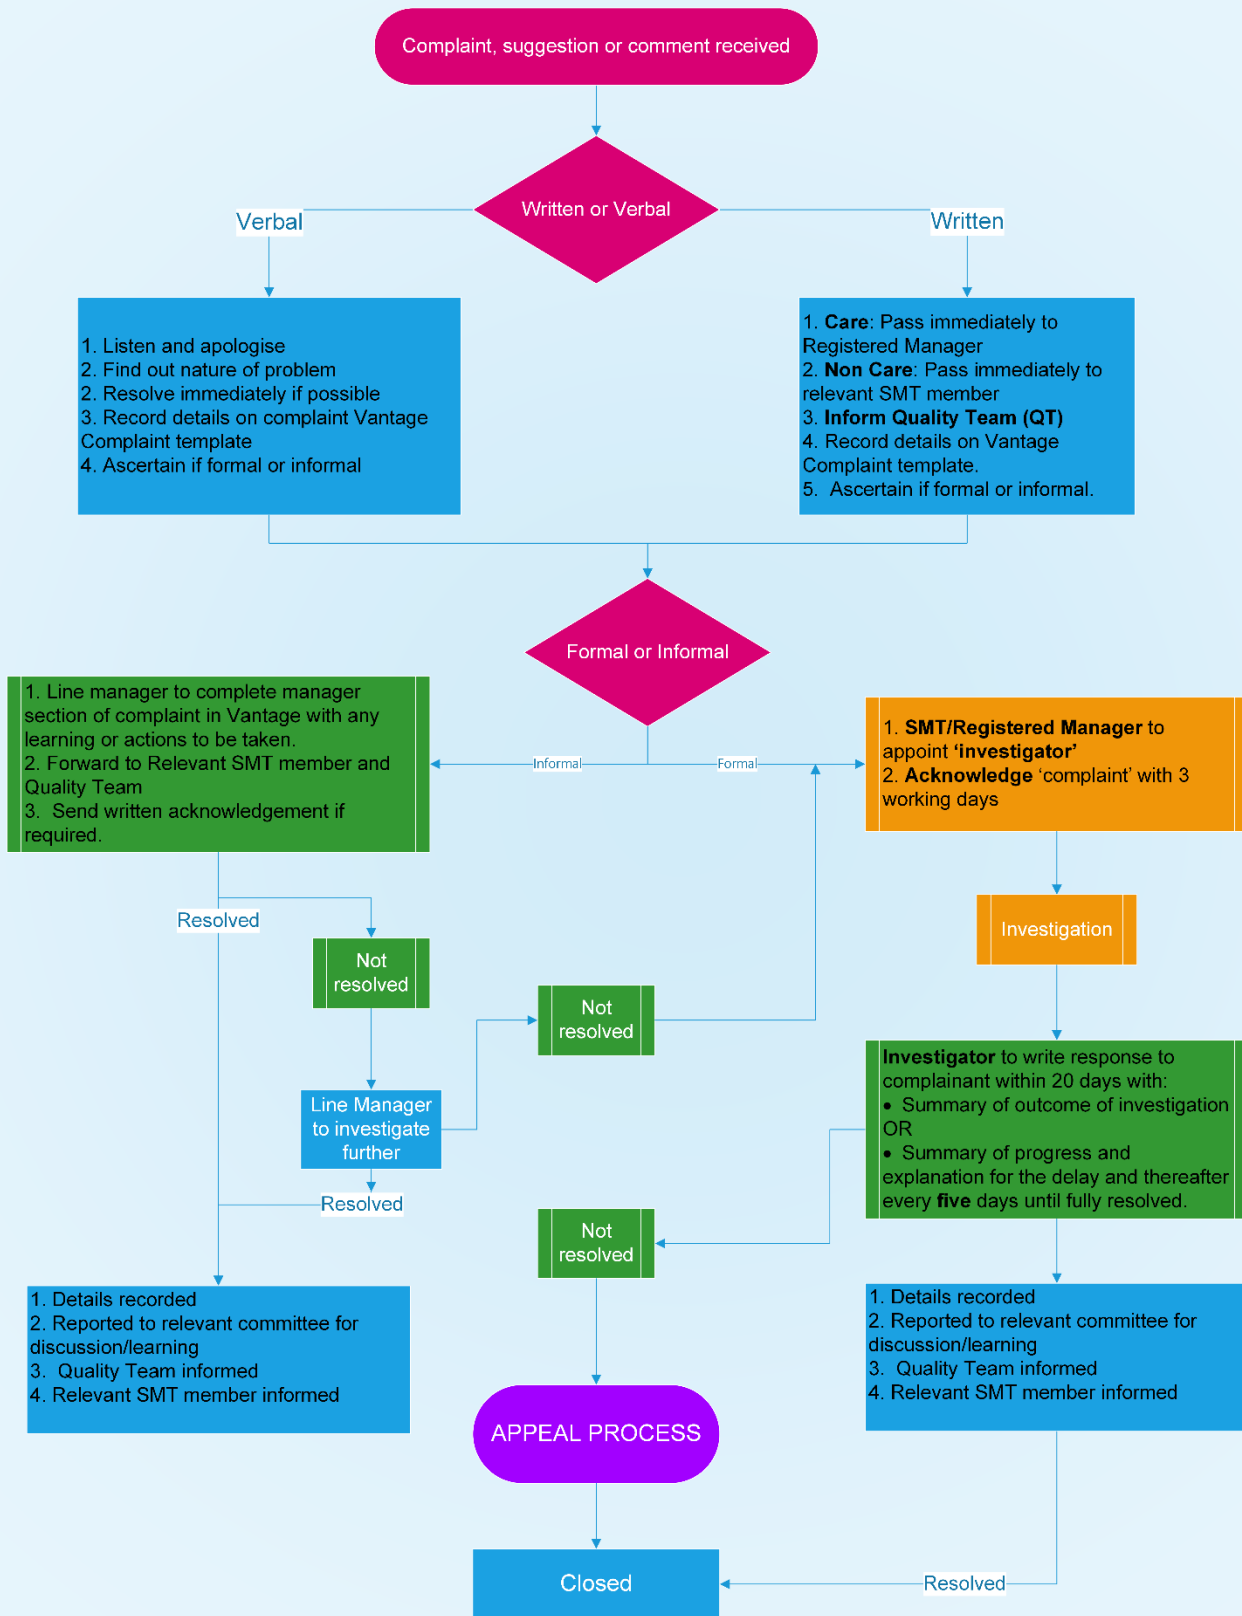 Complaint, suggestion or comment received
Written or Verbal
Verbal
Written
1. Listen and apologise
2. Find out nature of problem
2. Resolve immediately if possible
3. Record details on complaint Vantage
Complaint template
4. Ascertain if formal or informal
1. Care: Pass immediately to
Registered Manager
2. Non Care: Pass immediately to
relevant SMT member
3. Inform Quality Team (QT)
4. Record details on Vantage
Complaint template.
5. Ascertain if formal or informal.
Formal or Informal
Informal
Formal
1. Line manager to complete manager
section of complaint in Vantage with any
learning or actions to be taken.
2. Forward to Relevant SMT member and
Quality Team
3. Send written acknowledgement if
required.
1. SMT/Registered Manager to
appoint ‘investigator’
2. Acknowledge ‘complaint’ with 3
working days
Resolved
Not
resolved
Investigation
Not
resolved
Line Manager
to investigate
further
Resolved
Investigator to write response to
complainant within 20 days with:
• Summary of outcome of investigation
OR
• Summary of progress and
explanation for the delay and thereafter
every five days until fully resolved.
Not
resolved
1. Details recorded
2. Reported to relevant committee for
discussion/learning
3. Quality Team informed
4. Relevant SMT member informed
1. Details recorded
2. Reported to relevant committee for
discussion/learning
3. Quality Team informed
4. Relevant SMT member informed
APPEAL PROCESS
Closed
Resolved